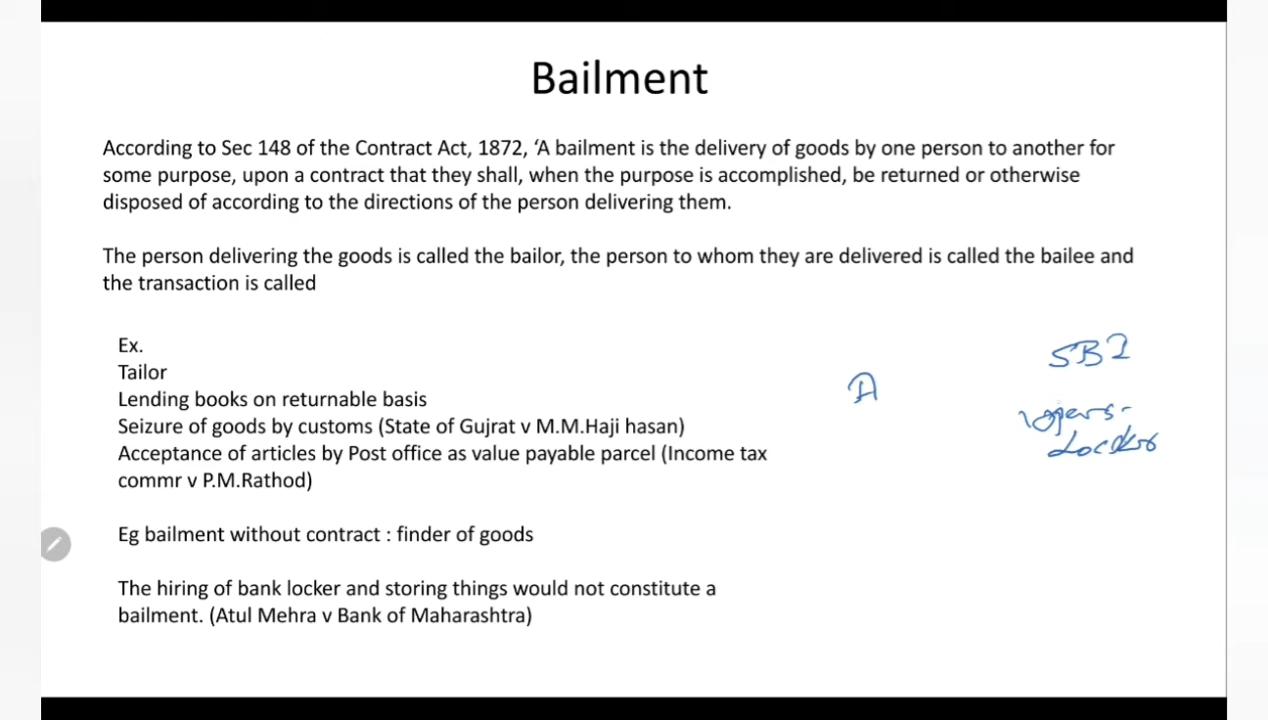 Bailment
According to Sec 148 of the Contract Act, 1872, ‘A bailment is the delivery of goods by one person to another for
some purpose, upon a contract that they shall, when the purpose is accomplished, be returned or otherwise
disposed of according to the directions of the person delivering them.
The person delivering the goods is called the bailor, the person to whom they are delivered is called the bailee and
the transaction is called
Ex.
Tailor
Lending books on returnable basis
Seizure of goods by customs (State of Gujrat v M.M.Haji hasan)
Acceptance of articles by Post office as value payable parcel (Income tax
commr v P.M.Rathod)
Eg bailment without contract : finder of goods
The hiring of bank locker and storing things would not constitute a
bailment. (Atul Mehra v Bank of Maharashtra)
A
SBI
Locker